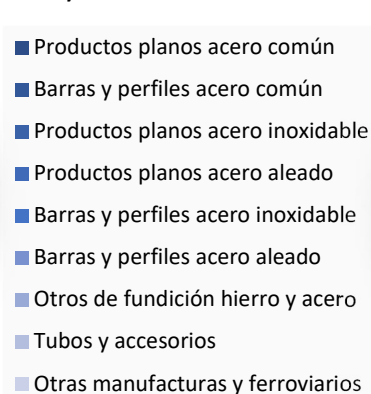 Productos planos acero común
Barras y perfiles acero común
Productos planos acero inoxidable
Productos planos acero aleado
Barras y perfiles acero inoxidable
Barras y perfiles acero aleado
Otros de fundición hierro y acero
Tubos y accesorios
Otras manufacturas y ferroviarios